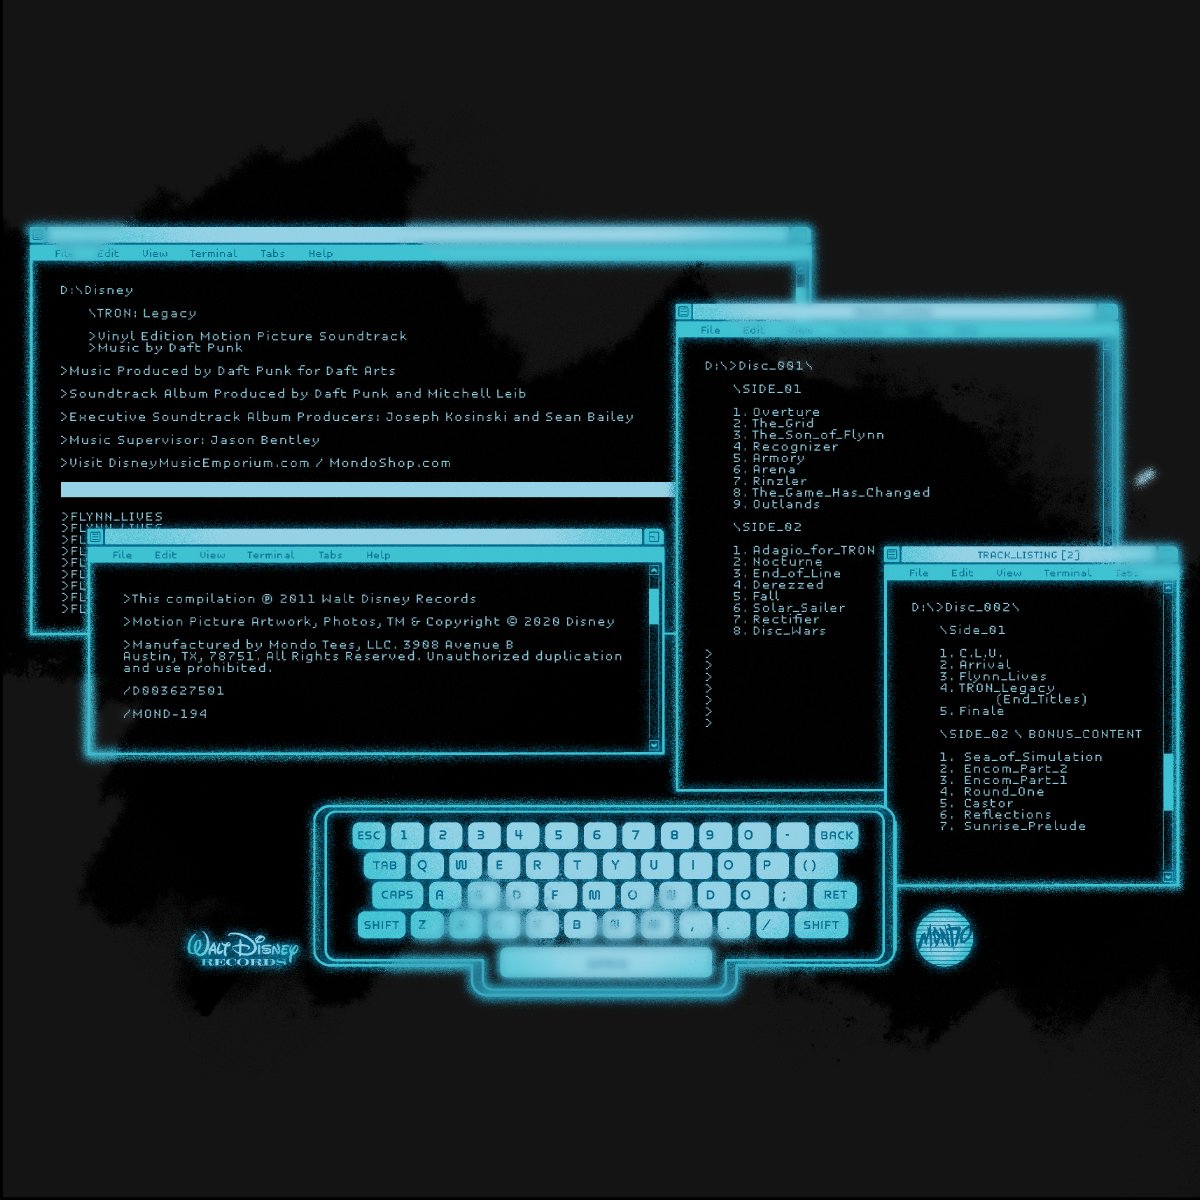 File Edit View Terminal Tabs Help
D:\Disney
\TRON: Legacy
>Vinyl Edition Motion Picture Soundtrack
>Music by Daft Punk
>Music Produced by Daft Punk for Daft Arts
>Soundtrack Album Produced by Daft Punk and Mitchell Leib
>Executive Soundtrack Album Producers: Joseph Kosinski and Sean Bailey
>Music Supervisor: Jason Bentley
>Visit DisneyMusicEmporium.com / MondoShop.com
>FLYNN_LIVES
>FLYNN_LIVES
>FL
>FL
>FL
>FL
>FL
>FL
>FL
File Edit View Terminal Tabs Help
>This compilation ℗ 2011 Walt Disney Records
>Motion Picture Artwork, Photos, TM & Copyright © 2020 Disney
>Manufactured by Mondo Tees, LLC. 3908 Avenue B
Austin, TX, 78751. All Rights Reserved. Unauthorized duplication
and use prohibited.
/D003627501
/MOND-194
File Edit View
D:\>Disc_001\
\SIDE_01
1. Overture
2. The_Grid
3. The_Son_of_Flynn
4. Recognizer
5. Armory
6. Arena
7. Rinzler
8. The_Game_Has_Changed
9. Outlands
\SIDE_02
1. Adagio_for_TRON
2. Nocturne
3. End_of_Line
4. Derezzed
5. Fall
6. Solar_Sailer
7. Rectifier
8. Disc_Wars
>
>
>
>
>
>
>
TRACK_LISTING [2]
File Edit View Terminal Tabs
D:\>Disc_002\
\Side_01
1. C.L.U.
2. Arrival
3. Flynn_Lives
4. TRON_Legacy
(End_Titles)
5. Finale
\SIDE_02 \ BONUS_CONTENT
1. Sea_of_Simulation
2. Encom_Part_2
3. Encom_Part_1
4. Round_One
5. Castor
6. Reflections
7. Sunrise_Prelude
ESC 1 2 3 4 5 6 7 8 9 0 - BACK
TAB Q W E R T Y U I O P ()
CAPS A D F M O D O ; RET
SHIFT Z B , . / SHIFT
WALT DISNEY
RECORDS
MONDO